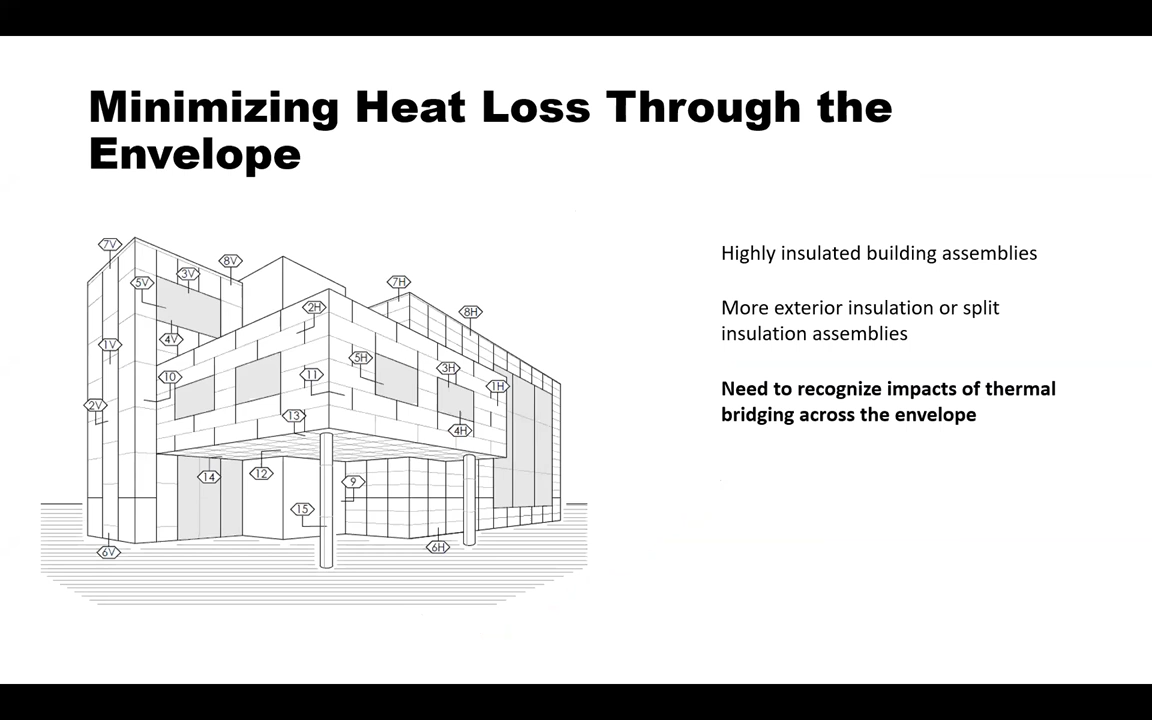 Minimizing Heat Loss Through the
Envelope
7V
3V
8V
5V
7H
2H
8H
4V
1V
5H
3H
10
11
1H
2V
13
4H
14
12
9
15
6H
6V
Highly insulated building assemblies
More exterior insulation or split
insulation assemblies
Need to recognize impacts of thermal
bridging across the envelope